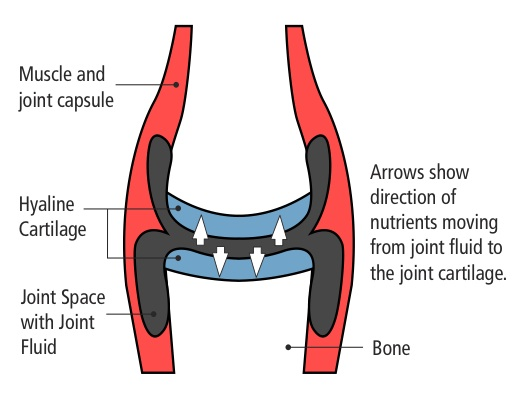 Muscle and
joint capsule
Hyaline
Cartilage
Joint Space
with Joint
Fluid
Arrows show
direction of
nutrients moving
from joint fluid to
the joint cartilage.
Bone